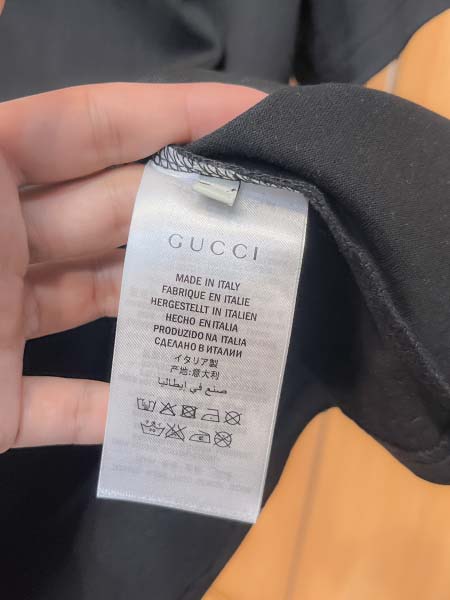 GUCCI
MADE IN ITALY
FABRIQUE EN ITALIE
HERGESTELLT IN ITALIEN
HECHO EN ITALIA
PRODUZIDO NA ITALIA
СДЕЛАНО В ИТАЛИИ
イタリア製
产地:意大利
صنع في إيطاليا